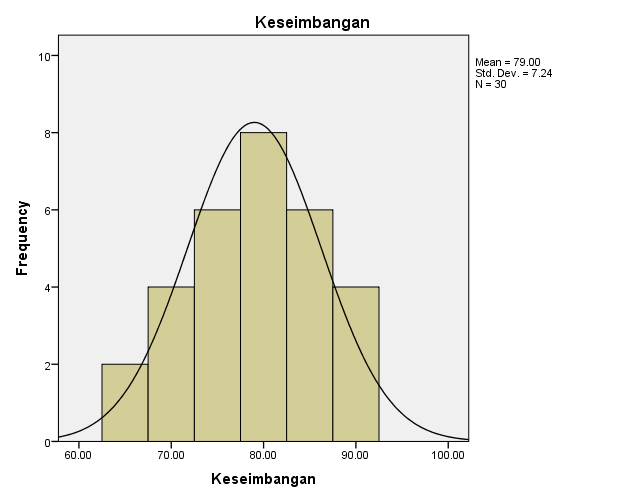 Keseimbangan
Mean = 79.00
Std. Dev. = 7.24
N = 30
10
8
6
4
2
0
Frequency
60.00 70.00 80.00 90.00 100.00
Keseimbangan